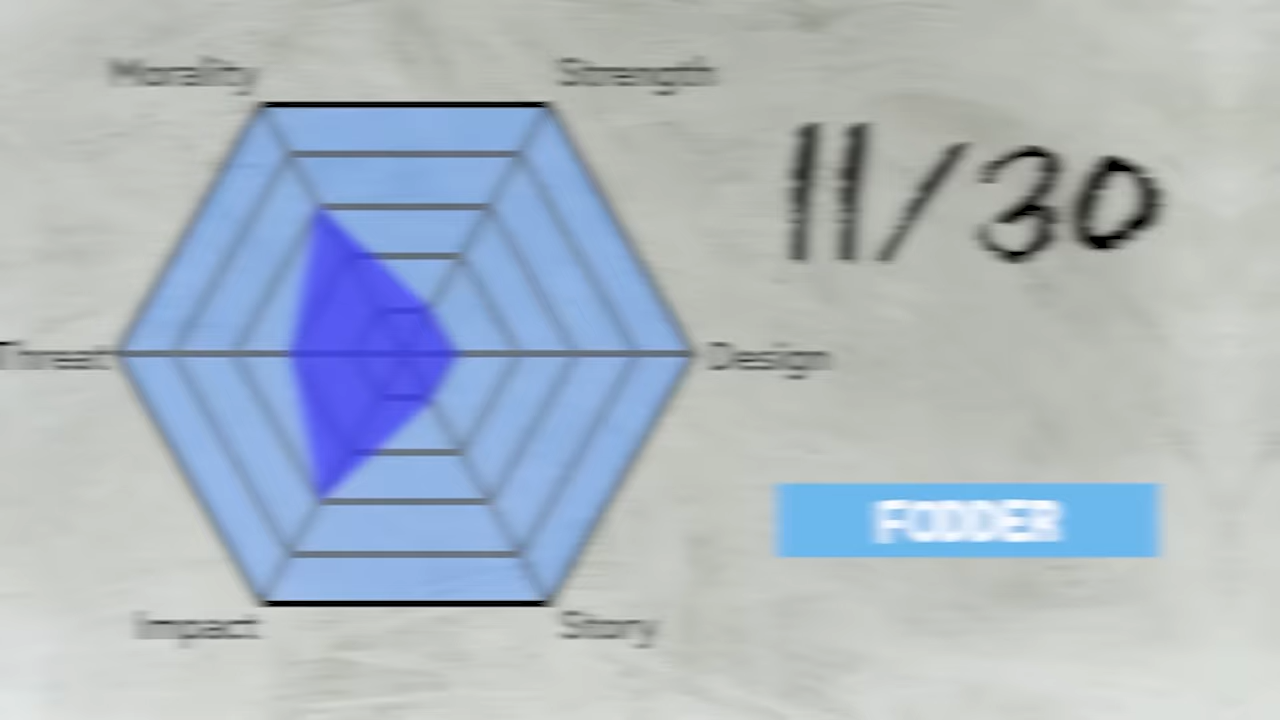 Morality
Strength
11/30
Threat
Design
FODDER
Impact
Story